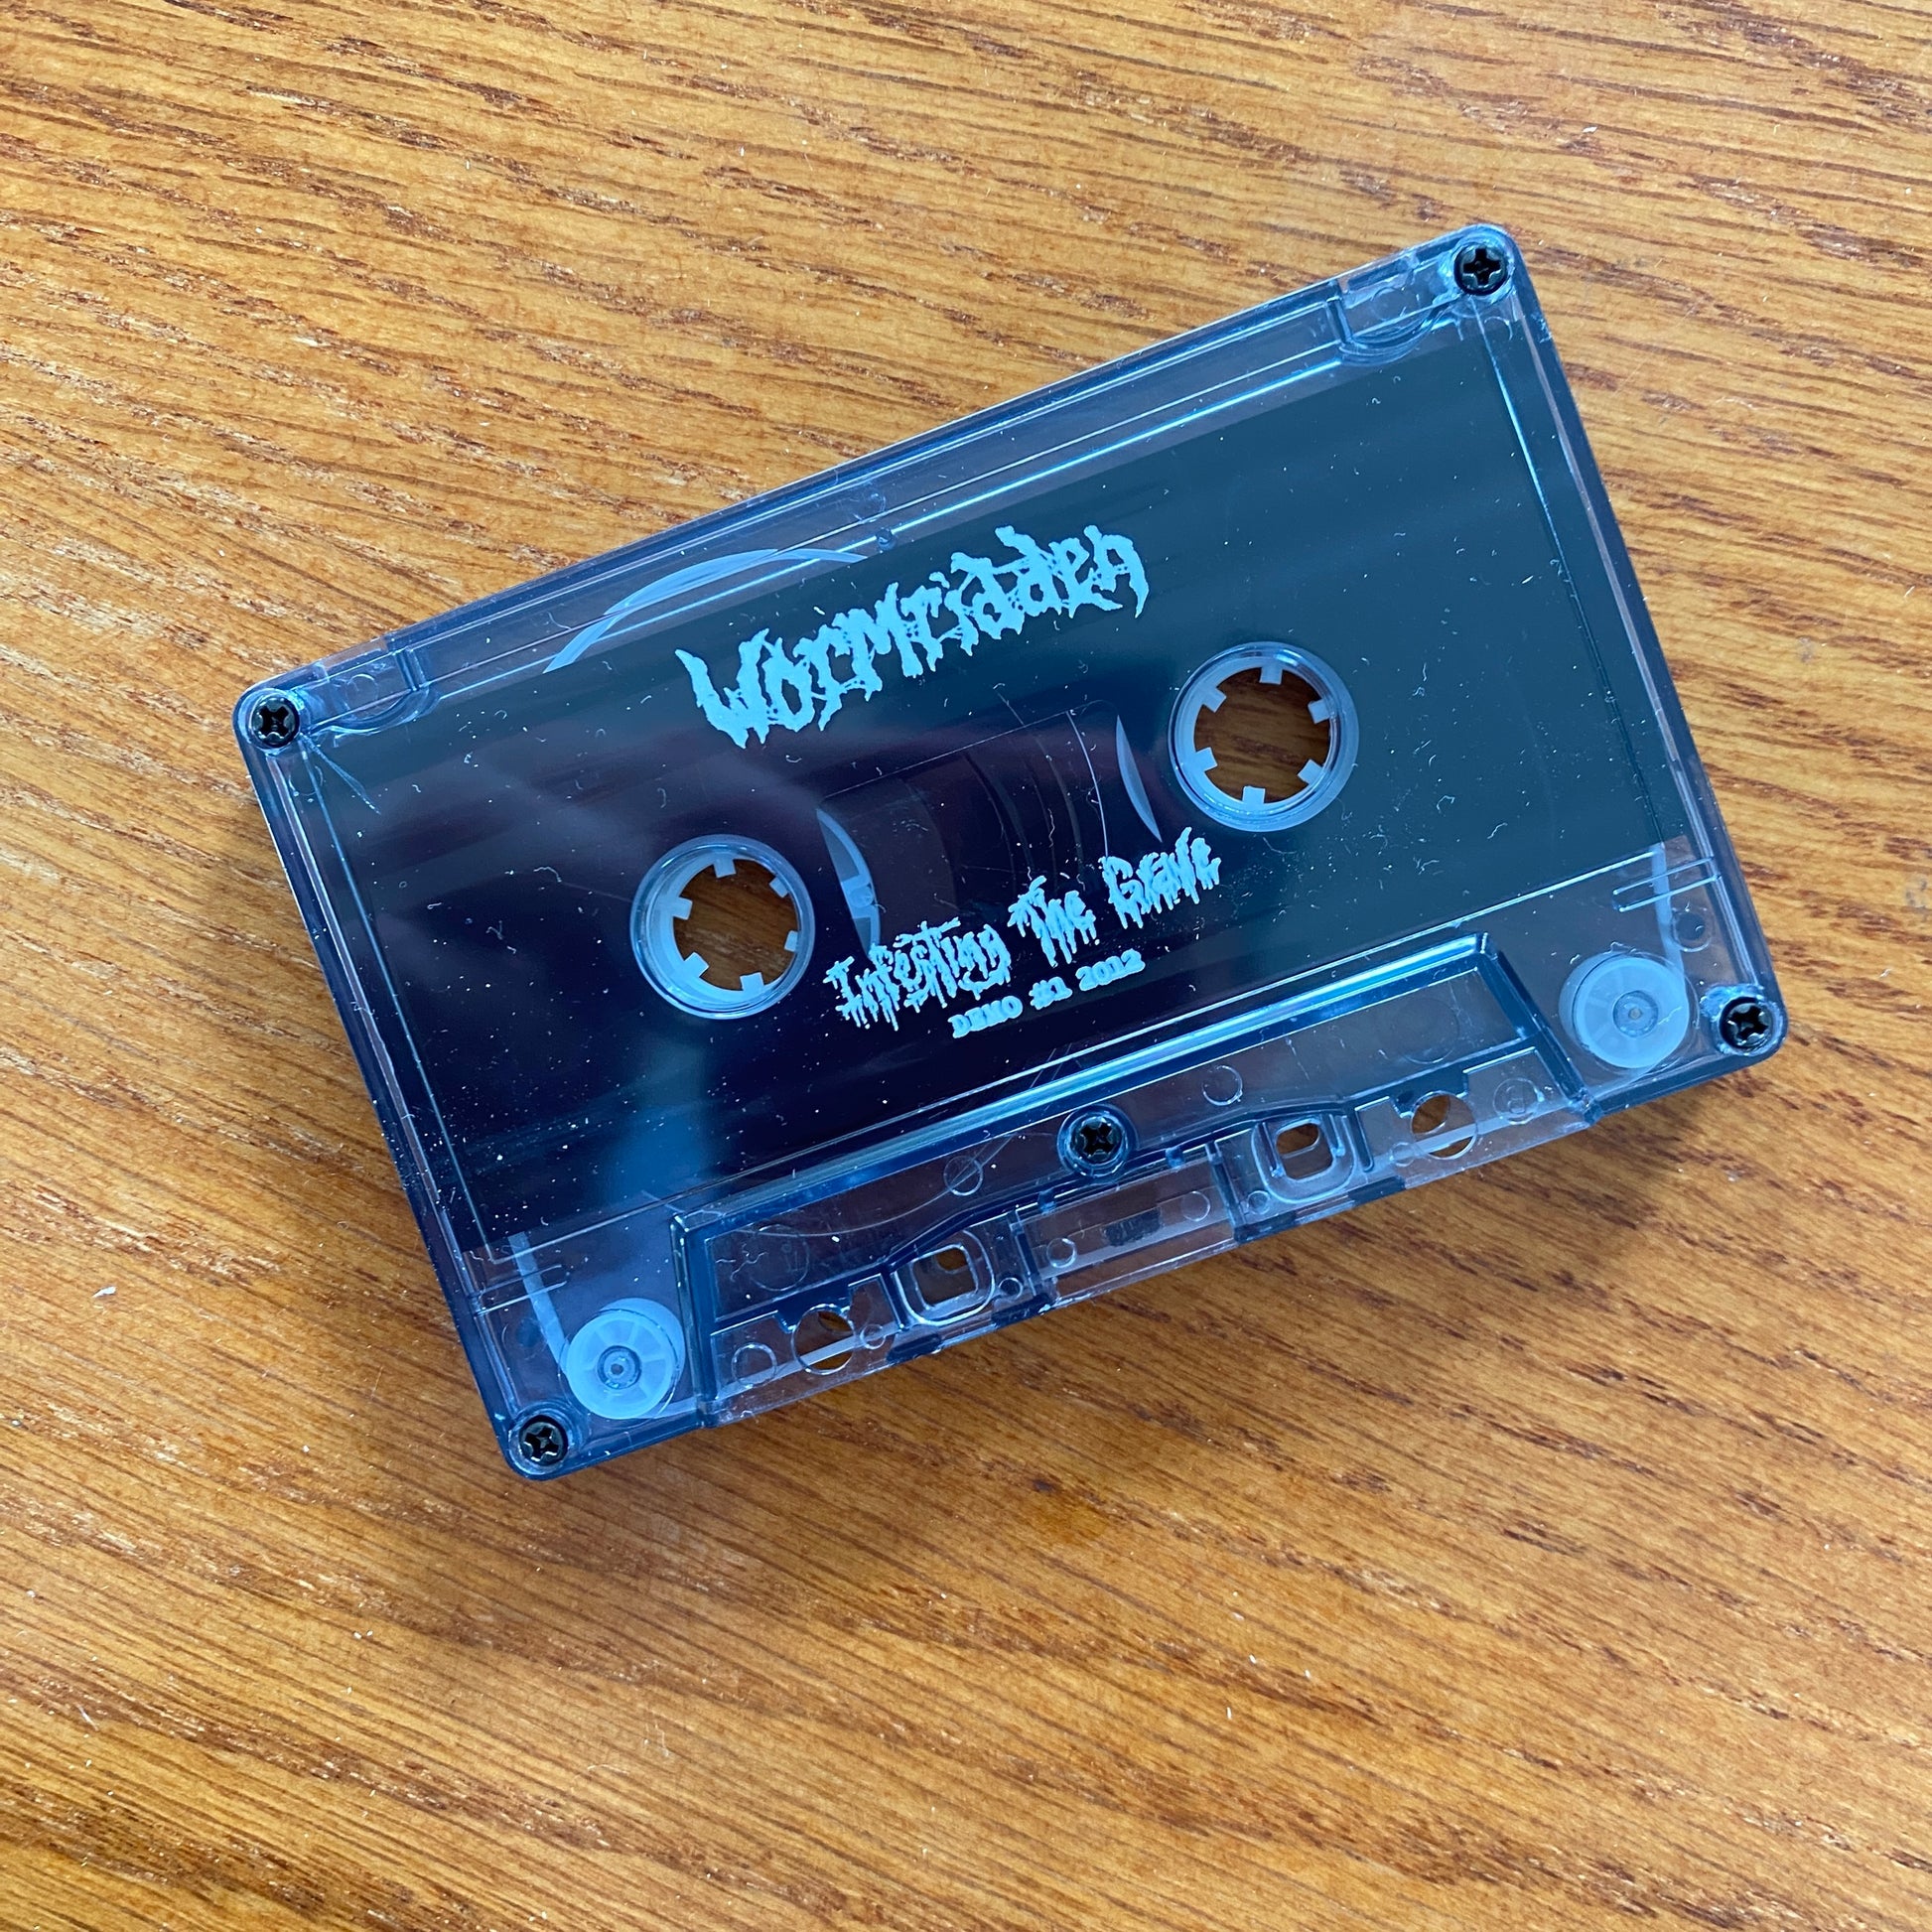 Wormridden
Infesting The Grave
DEMO #1 2012